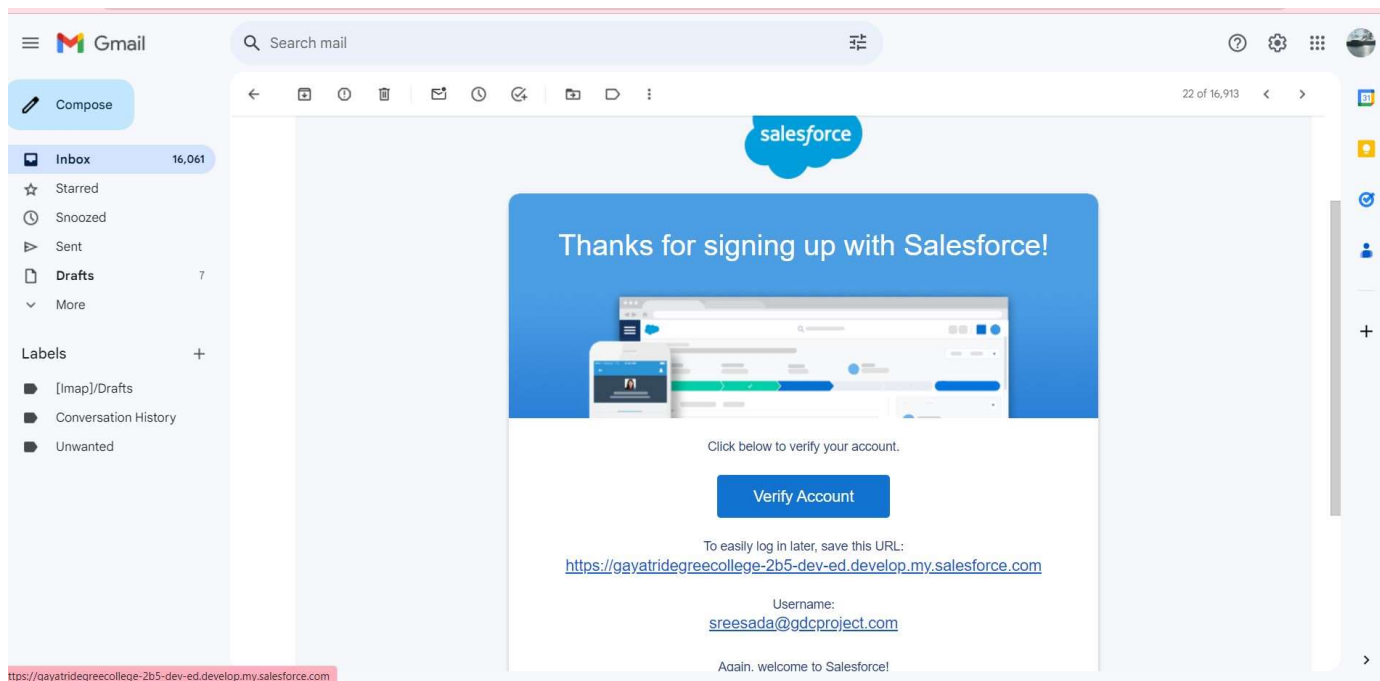 Gmail
Search mail
Compose
22 of 16,913
Inbox 16,061
Starred
Snoozed
Sent
Drafts 7
More
Labels
[Imap]/Drafts
Conversation History
Unwanted
31
salesforce
Thanks for signing up with Salesforce!
Click below to verify your account.
Verify Account
To easily log in later, save this URL:
https://gayatridegreecollege-2b5-dev-ed.develop.my.salesforce.com
Username:
sreesada@gdcproject.com
Again, welcome to Salesforce!
ttps://gayatridegreecollege-2b5-dev-ed.develop.my.salesforce.com